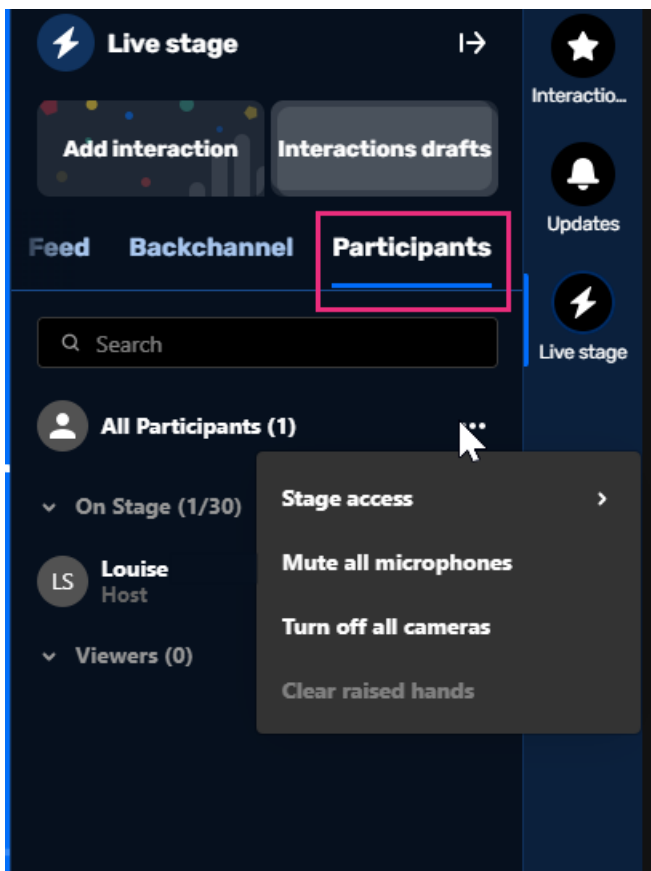 Live stage
Interactio...
Add interaction
Interactions drafts
Updates
Feed
Backchannel
Participants
Search
Live stage
All Participants (1)
On Stage (1/30)
Stage access
LS
Louise
Host
Mute all microphones
Turn off all cameras
Viewers (0)
Clear raised hands